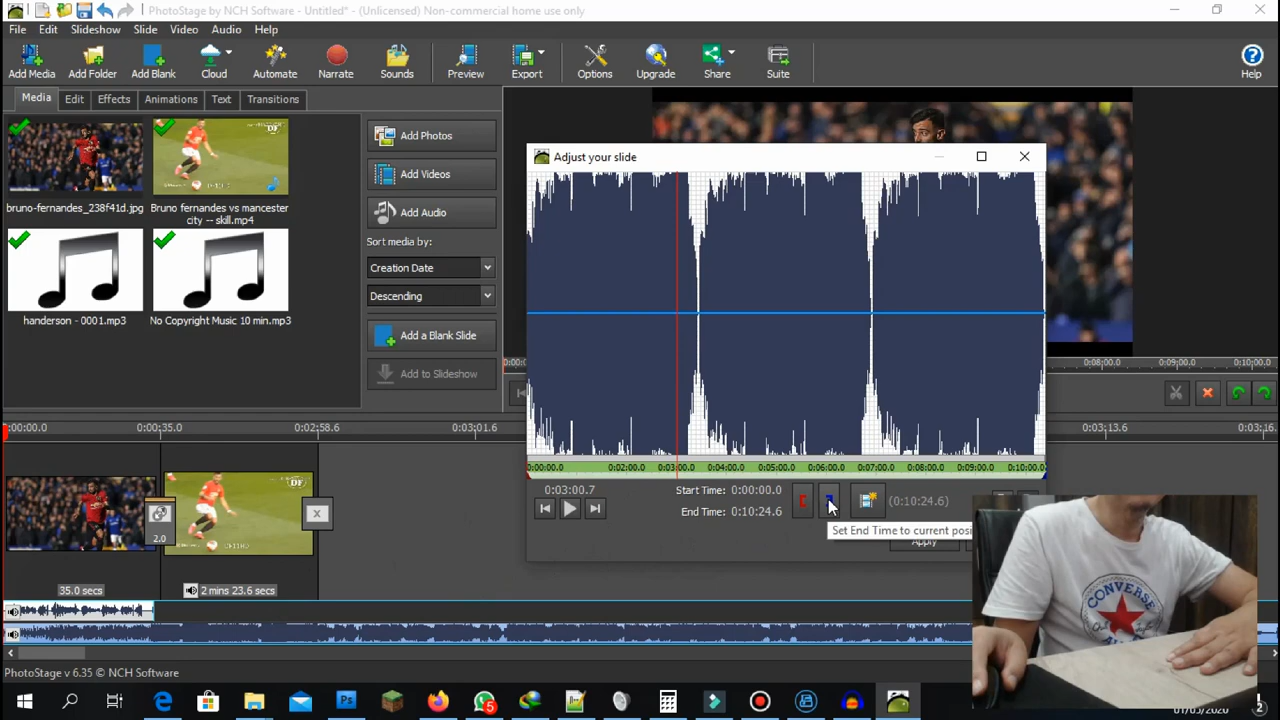 PhotoStage by NCH Software - Untitled* - (Unlicensed) Non-commercial home use only
File Edit Slideshow Slide Video Audio Help
Add Media Add Folder Add Blank Cloud Automate Narrate Sounds Preview Export Options Upgrade Share Suite Help
Media Edit Effects Animations Text Transitions
DF
bruno-fernandes_238f41d.jpg
Bruno fernandes vs mancester city -- skill.mp4
handerson - 0001.mp3
No Copyright Music 10 min.mp3
Add Photos
Add Videos
Add Audio
Sort media by:
Creation Date
Descending
Add a Blank Slide
Add to Slideshow
Adjust your slide
0:00:00.0 0:02:00.0 0:03:00.0 0:04:00.0 0:05:00.0 0:06:00.0 0:07:00.0 0:08:00.0 0:09:00.0 0:10:00.0
0:03:00.7
Start Time: 0:00:00.0
End Time: 0:10:24.6
(0:10:24.6)
Set End Time to current posi
Apply
0:08:00.0 0:09:00.0 0:10:00.0
:00:00.0 0:00:35.0 0:02:58.6 0:03:01.6 0:03:13.6 0:03:16.
DF
2.0
35.0 secs
2 mins 23.6 secs
CONVERSE
PhotoStage v 6.35 © NCH Software
5
01/05/2020
2